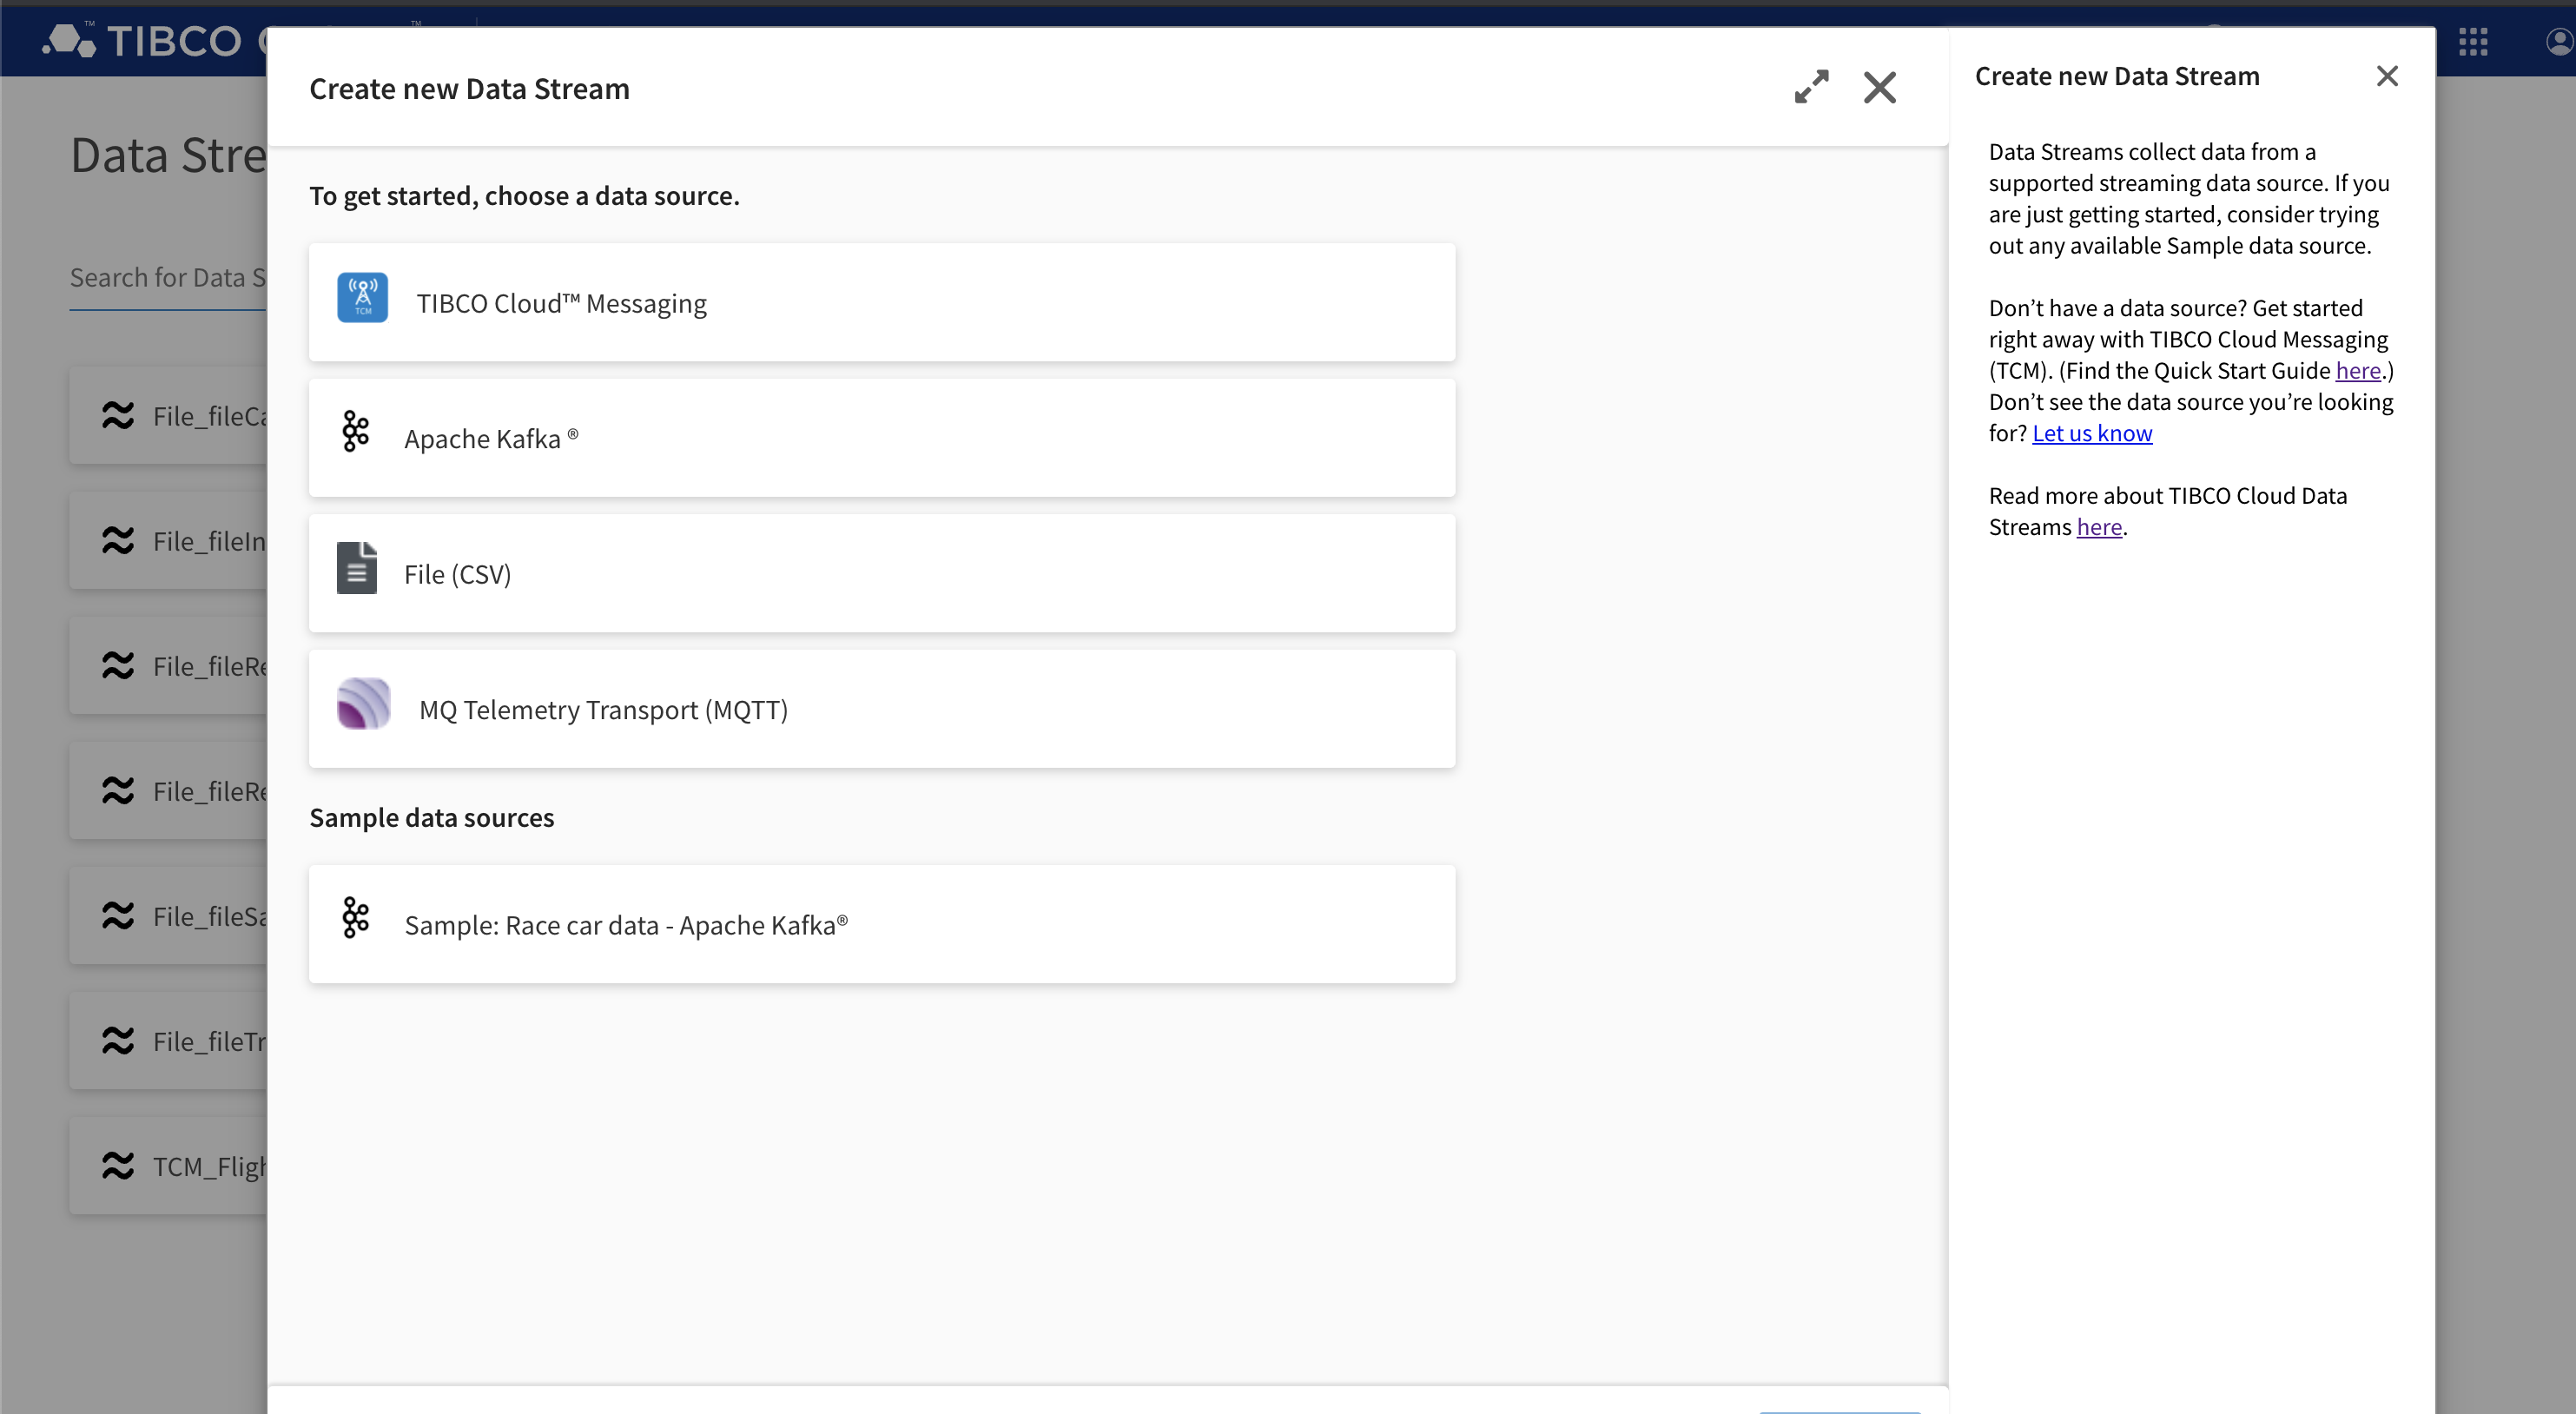 TIBCO
Data Stre
Search for Data S
File_fileCa
File_fileIn
File_fileRe
File_fileRe
File_fileSa
File_fileTr
TCM_Fligh
Create new Data Stream
To get started, choose a data source.
TCM
TIBCO Cloud™ Messaging
Apache Kafka ®
File (CSV)
MQ Telemetry Transport (MQTT)
Sample data sources
Sample: Race car data - Apache Kafka®
Create new Data Stream
Data Streams collect data from a
supported streaming data source. If you
are just getting started, consider trying
out any available Sample data source.
Don’t have a data source? Get started
right away with TIBCO Cloud Messaging
(TCM). (Find the Quick Start Guide here.)
Don’t see the data source you’re looking
for? Let us know
Read more about TIBCO Cloud Data
Streams here.